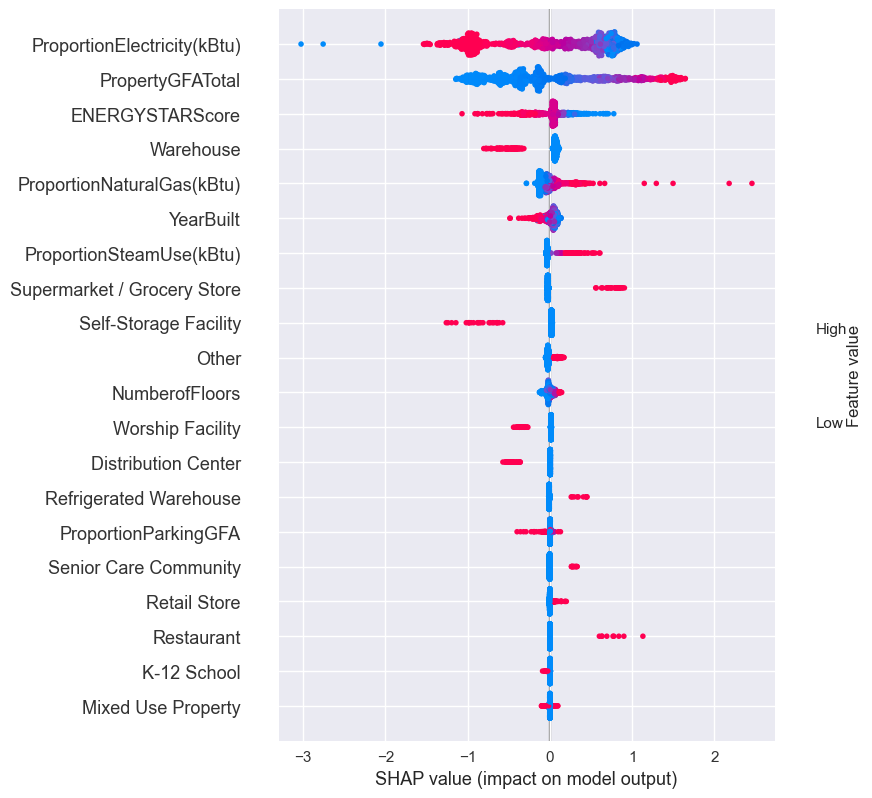 ProportionElectricity(kBtu)
PropertyGFATotal
ENERGYSTARScore
Warehouse
ProportionNaturalGas(kBtu)
YearBuilt
ProportionSteamUse(kBtu)
Supermarket / Grocery Store
Self-Storage Facility
Other
NumberofFloors
Worship Facility
Distribution Center
Refrigerated Warehouse
ProportionParkingGFA
Senior Care Community
Retail Store
Restaurant
K-12 School
Mixed Use Property
−3 −2 −1 0 1 2
SHAP value (impact on model output)
High
Low
Feature value